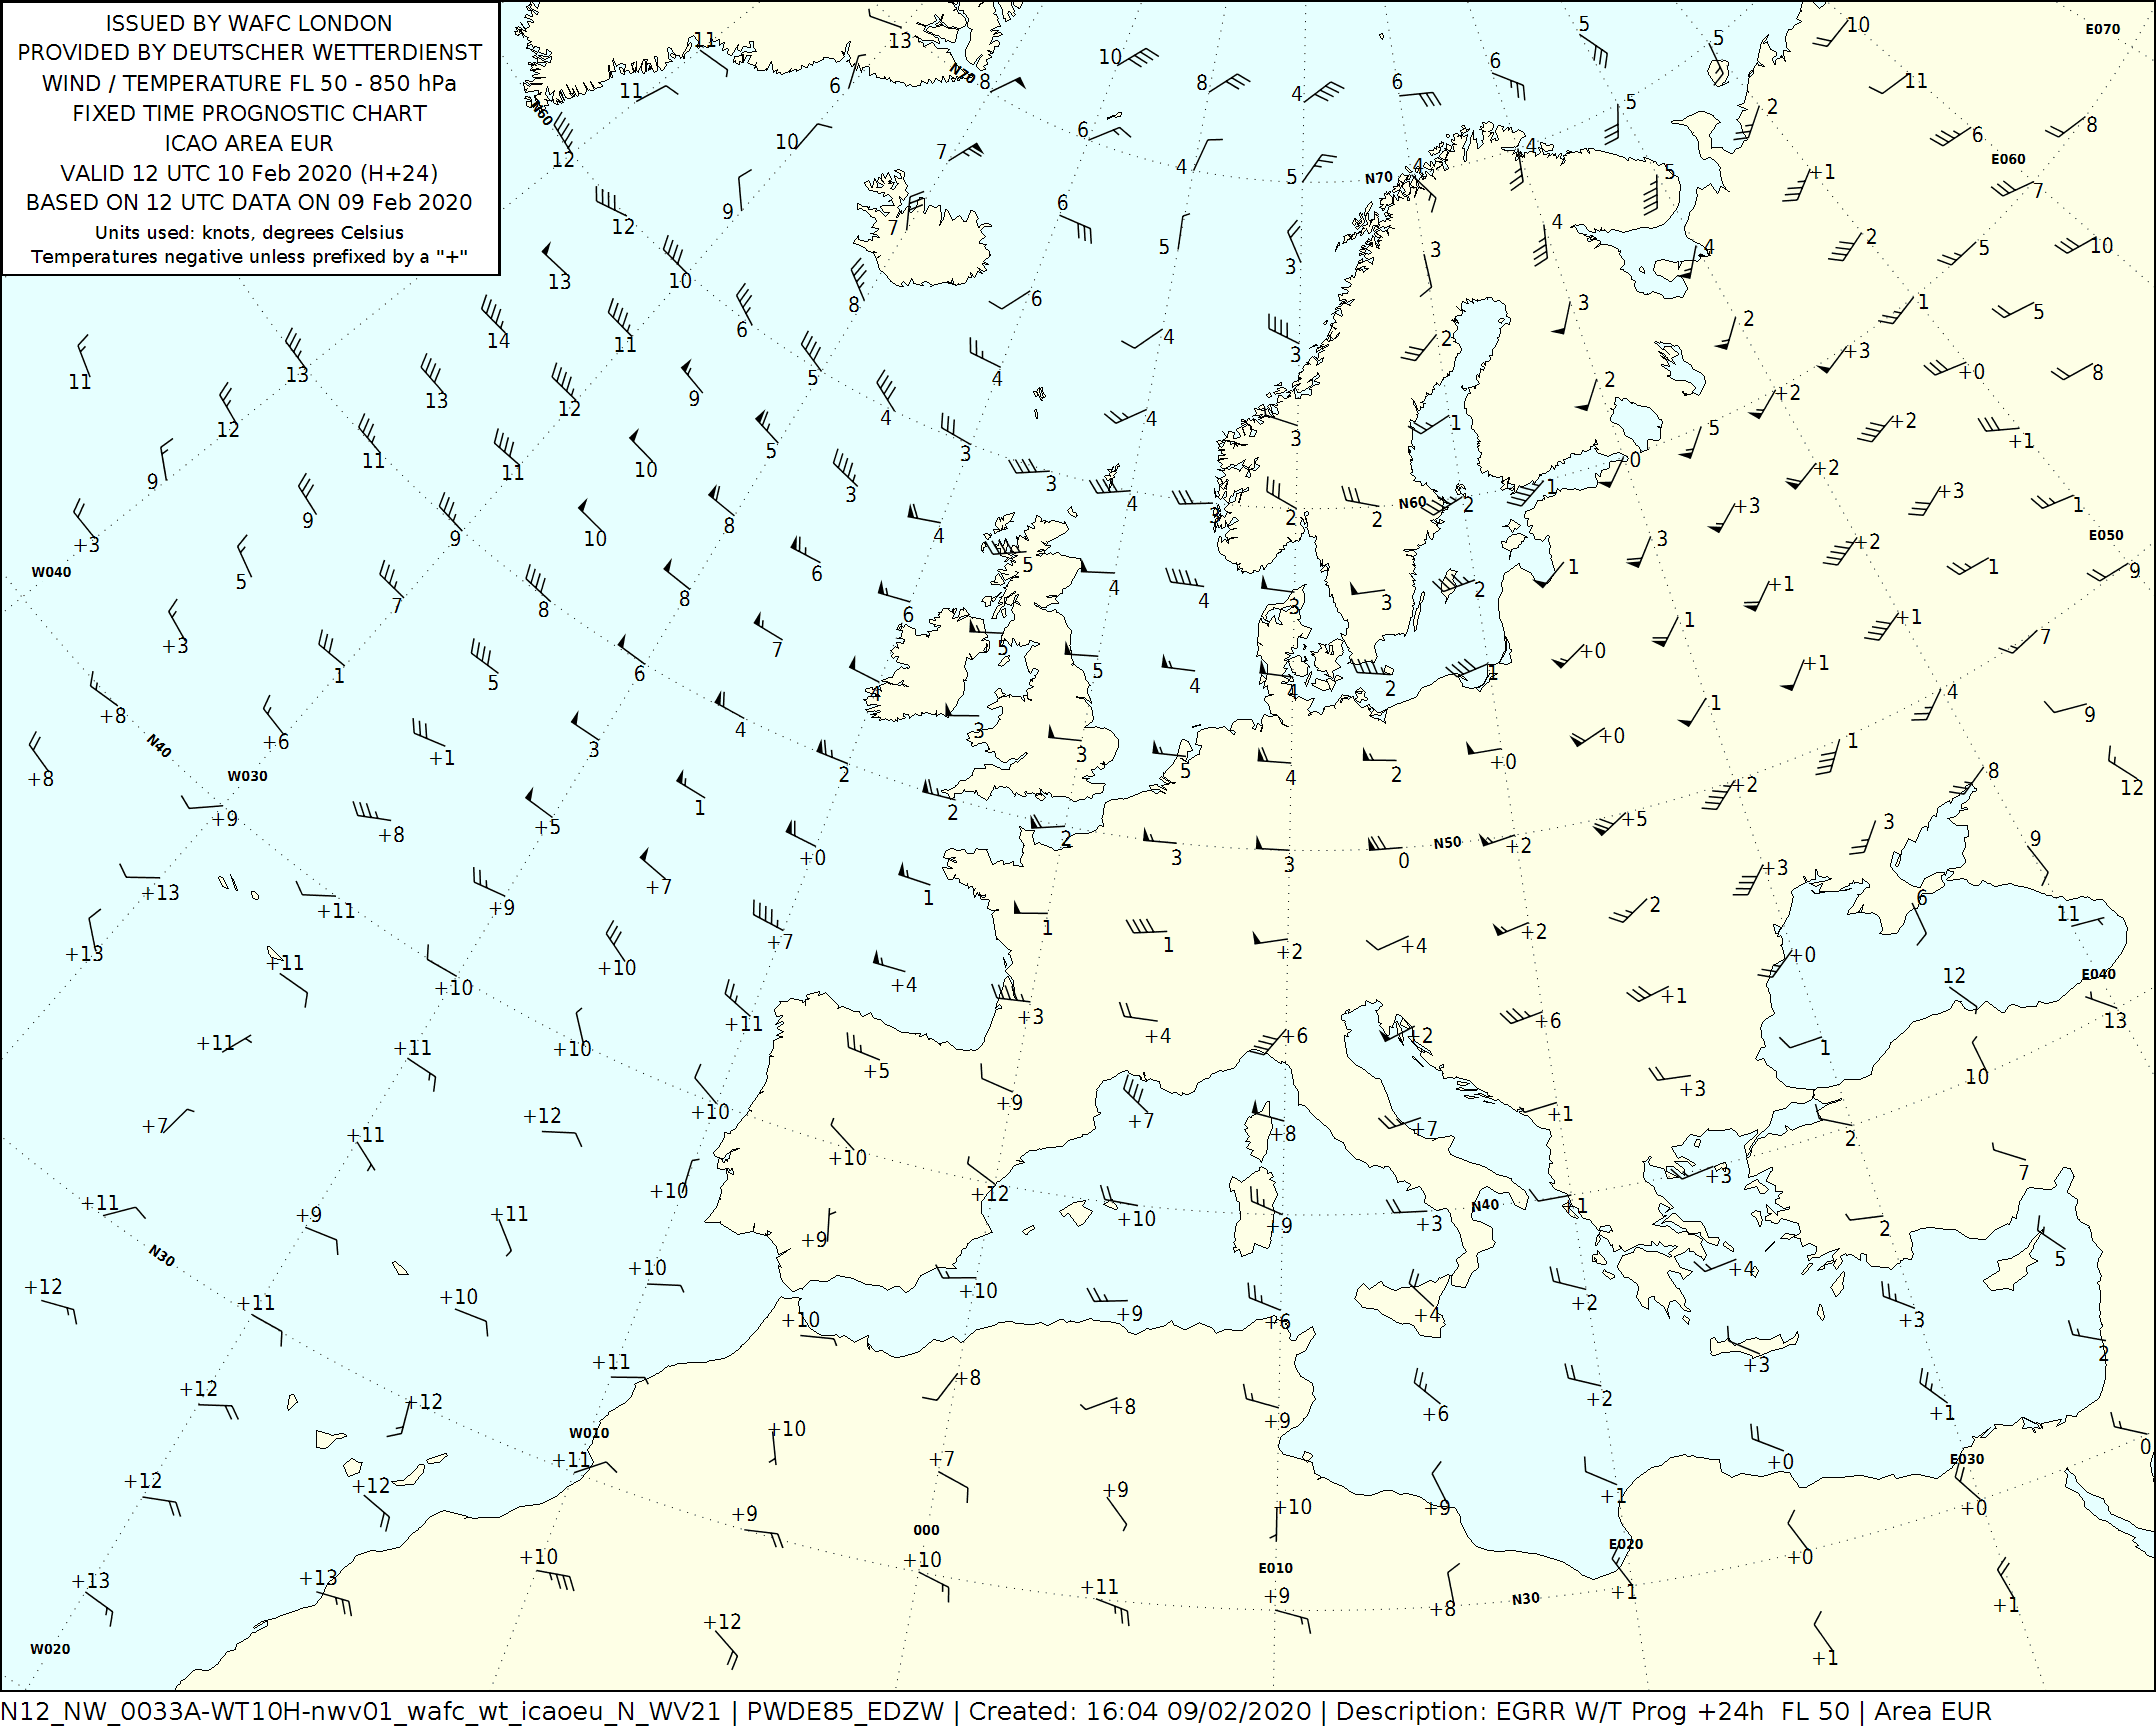 ISSUED BY WAFC LONDON
PROVIDED BY DEUTSCHER WETTERDIENST
WIND / TEMPERATURE FL 50 - 850 hPa
FIXED TIME PROGNOSTIC CHART
ICAO AREA EUR
VALID 12 UTC 10 Feb 2020 (H+24)
BASED ON 12 UTC DATA ON 09 Feb 2020
Units used: knots, degrees Celsius
Temperatures negative unless prefixed by a "+"
11 13 10 5 5 10 E070
11 6 N70 8 8 4 6 6 5 2 11
N60 12 10 7 6 4 5 N70 4 4 5 6 8 E060
12 9 7 6 5 3 3 4 4 +1 2 7 5 10
13 10 8 6 4 3 2 3 2 1 5
14 11 6 5 4 3 2 +3 +0 8
11 13 13 12 9 5 4 3 4 3 1 5 +2 +2 +1
12 11 11 10 3 3 3 4 3 2 2 N60 2 1 0 +2 +3 +3 1
9 9 9 10 8 4 5 4 4 3 3 2 1 3 +2 1 E050 9
+3 W040 5 7 8 8 6 6 5 5 4 4 2 1 +0 1 +1 +1 7
+3 1 5 6 7 4 3 3 5 4 2 +0 +0 1 +1 4 9
+8 N40 +6 +1 3 4 2 2 2 3 3 0 N50 +2 +5 +2 1 8 12
+8 W030 +9 +8 +5 1 +0 1 1 1 +2 +4 +2 2 +3 3 9
+13 +11 +9 +7 +7 +4 +3 +4 +6 +2 +6 +1 +0 6 11
+13 +11 +10 +10 +11 +5 +9 +7 +8 +7 +1 +3 1 12 E040 13
+11 +11 +10 +10 +10 +12 +10 +9 +3 N40 +1 +3 2 10 7
+7 +11 +12 +10 +9 +10 +9 +6 +4 +2 +4 2 5
+11 +9 +11 +10 +10 +8 +8 +9 +6 +2 +3 +3 2
N30 +12 +11 +10 +11 +10 +7 +9 +10 +9 +1 +0 +1 0
+12 +12 W010 +11 E030 +0
+12 +12 +9 000 +10 E010 E020 +0
+13 +13 +10 +12 +11 +9 +8 N30 +1 +1
W020 +1
N12_NW_0033A-WT10H-nwv01_wafc_wt_icaoeu_N_WV21 | PWDE85_EDZW | Created: 16:04 09/02/2020 | Description: EGRR W/T Prog +24h  FL 50 | Area EUR